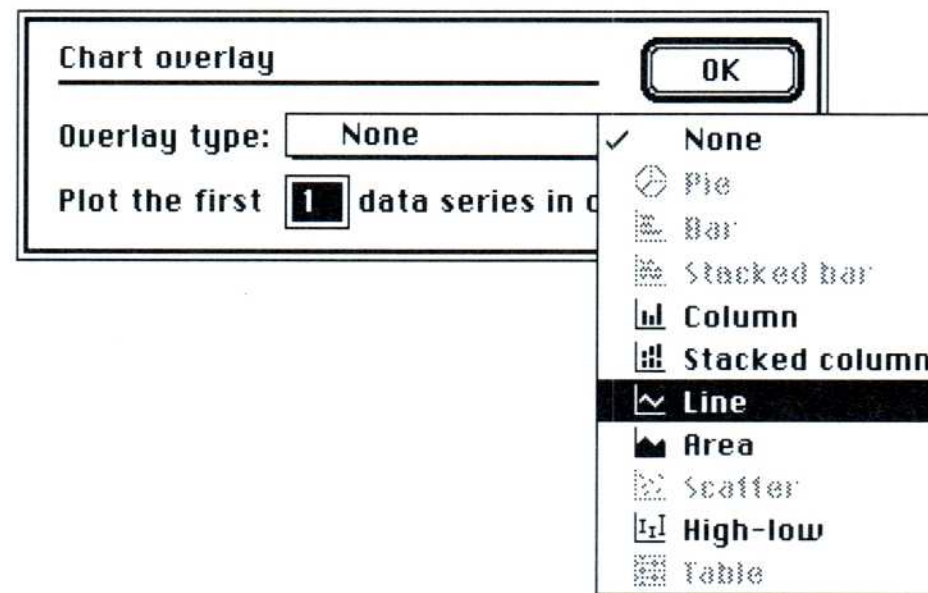 Chart overlay
OK
Overlay type: None
Plot the first 1 data series in
✓ None
Pie
Bar
Stacked bar
Column
Stacked column
Line
Area
Scatter
High-low
Table